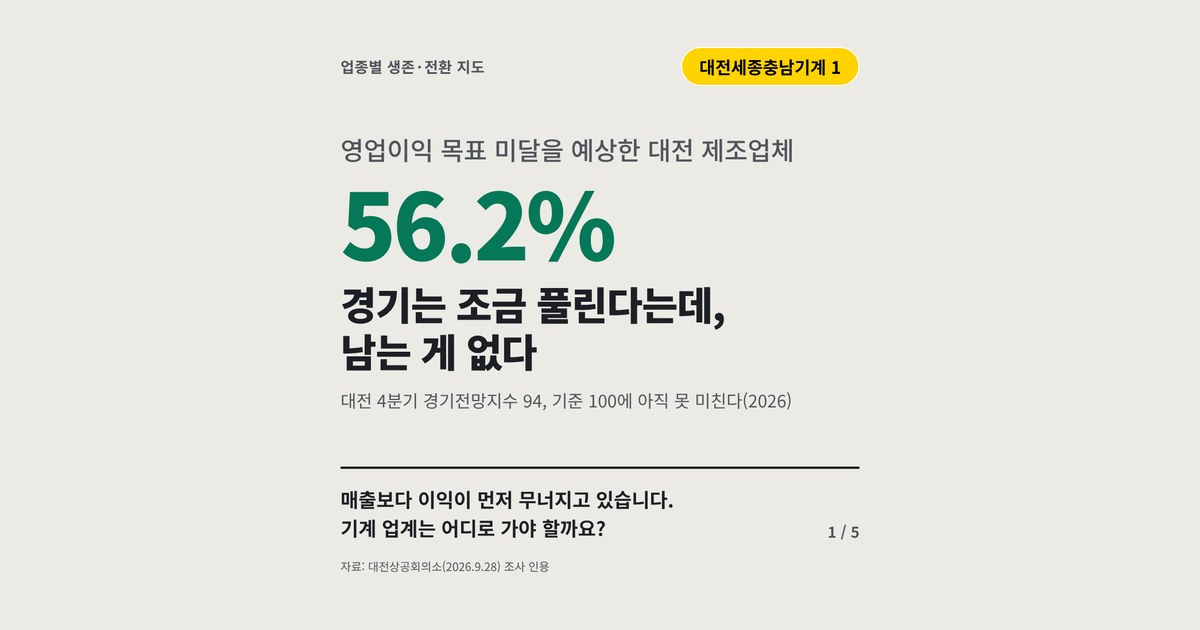 업종별 생존·전환 지도
대전세종충남기계 1
영업이익 목표 미달을 예상한 대전 제조업체
56.2%
경기는 조금 풀린다는데,
남는 게 없다
대전 4분기 경기전망지수 94, 기준 100에 아직 못 미친다(2026)
매출보다 이익이 먼저 무너지고 있습니다.
기계 업계는 어디로 가야 할까요?
1 / 5
자료: 대전상공회의소(2026.9.28) 조사 인용